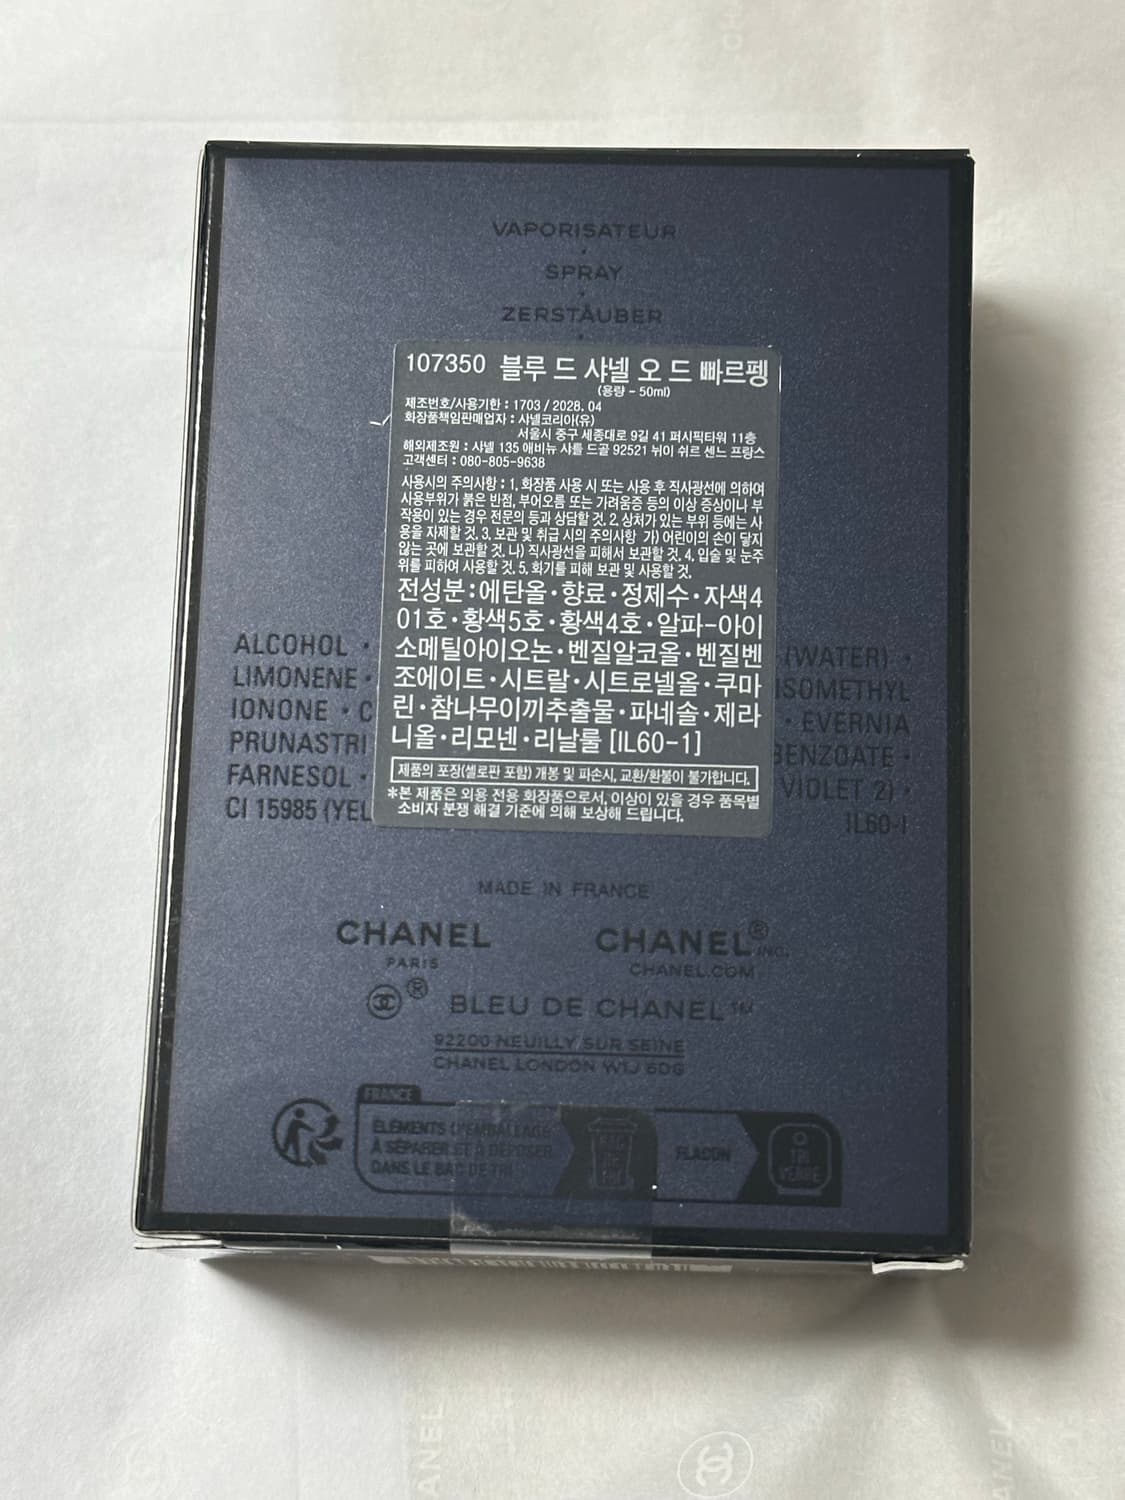 VAPORISATEUR
SPRAY
ZERSTÄUBER
107350 블루 드 샤넬 오 드 빠르펭
(용량 - 50ml)
제조번호/사용기한 : 1703 / 2028. 04
화장품책임판매업자 : 샤넬코리아(유)
서울시 중구 세종대로 9길 41 퍼시픽타워 11층
해외제조원 : 샤넬 135 애비뉴 샤를 드골 92521 뉘이 쉬르 센느 프랑스
고객센터 : 080-805-9638
사용시의 주의사항 : 1. 화장품 사용 시 또는 사용 후 직사광선에 의하여
사용부위가 붉은 반점, 부어오름 또는 가려움증 등의 이상 증상이나 부
작용이 있는 경우 전문의 등과 상담할 것. 2. 상처가 있는 부위 등에는 사
용을 자제할 것. 3. 보관 및 취급 시의 주의사항 가) 어린이의 손이 닿지
않는 곳에 보관할 것. 나) 직사광선을 피해서 보관할 것. 4. 입술 및 눈주
위를 피하여 사용할 것. 5. 화기를 피해 보관 및 사용할 것.
전성분:에탄올·향료·정제수·자색4
01호·황색5호·황색4호·알파-아이
소메틸아이오논·벤질알코올·벤질벤
조에이트·시트랄·시트로넬올·쿠마
린·참나무이끼추출물·파네솔·제라
니올·리모넨·리날룰 [IL60-1]
제품의 포장(셀로판 포함) 개봉 및 파손시, 교환/환불이 불가합니다.
*본 제품은 외용 전용 화장품으로서, 이상이 있을 경우 품목별
소비자 분쟁 해결 기준에 의해 보상해 드립니다.
ALCOHOL · (WATER) ·
LIMONENE · ISOMETHYL
IONONE · C · EVERNIA
PRUNASTRI BENZOATE ·
FARNESOL · VIOLET 2) ·
CI 15985 (YEL IL60-1
MADE IN FRANCE
CHANEL CHANEL® INC.
PARIS CHANEL.COM
® BLEU DE CHANEL™
92200 NEUILLY SUR SEINE
CHANEL LONDON W1J 6DG
FRANCE
ÉLÉMENTS D'EMBALLAGE
À SÉPARER ET À DÉPOSER
DANS LE BAC DE TRI
BAC DE TRI
FLACON
TRI VERRE
CHANEL